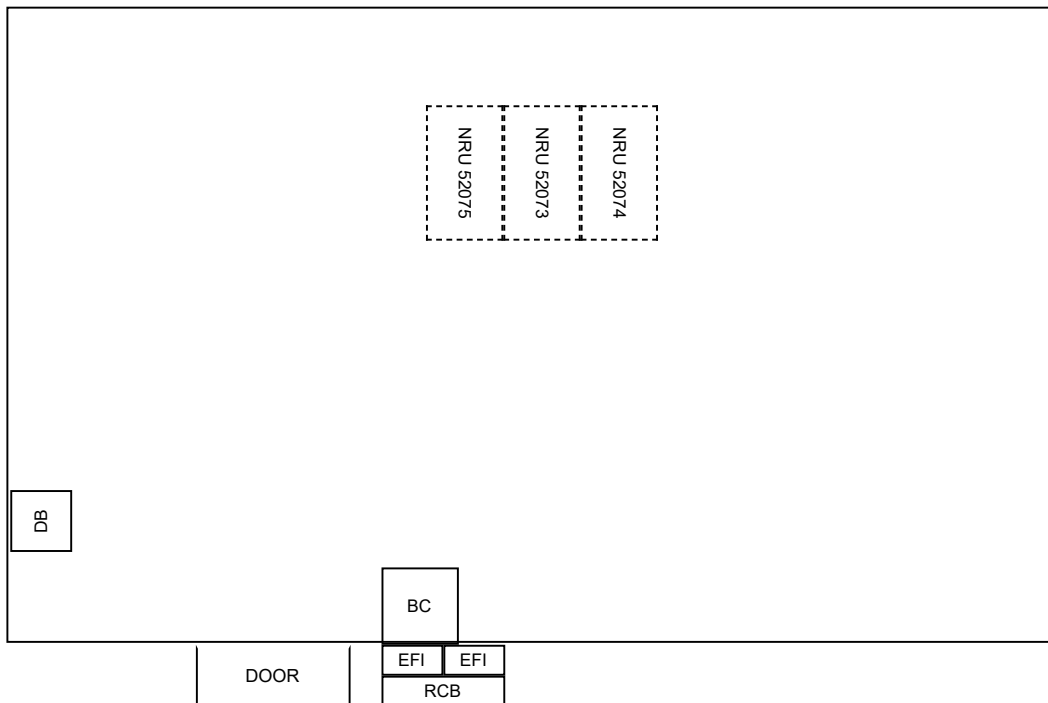 NRU 52075
NRU 52073
NRU 52074
DB
BC
EFI
EFI
DOOR
RCB